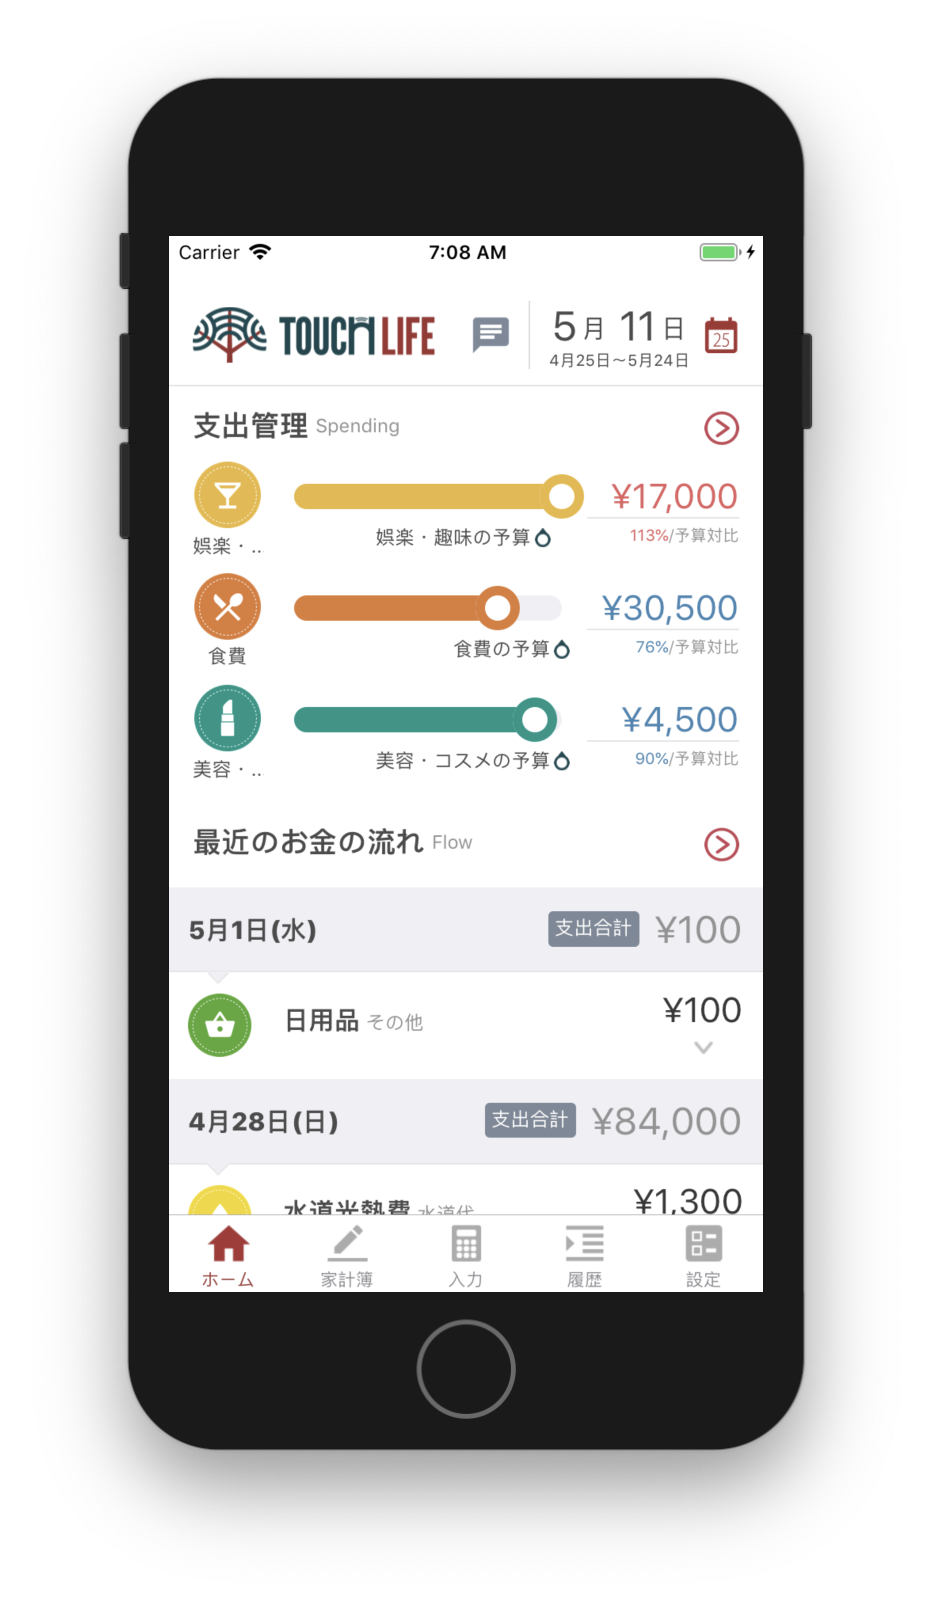 Carrier 7:08 AM
TOUCH LIFE 5月 11日 25
4月25日～5月24日
支出管理 Spending
¥17,000
娯楽・趣味の予算 113%/予算対比
娯楽・..
¥30,500
食費の予算 76%/予算対比
食費
¥4,500
美容・コスメの予算 90%/予算対比
美容・..
最近のお金の流れ Flow
5月1日(水) 支出合計 ¥100
日用品 その他 ¥100
4月28日(日) 支出合計 ¥84,000
水道光熱費 水道代 ¥1,300
ホーム 家計簿 入力 履歴 設定